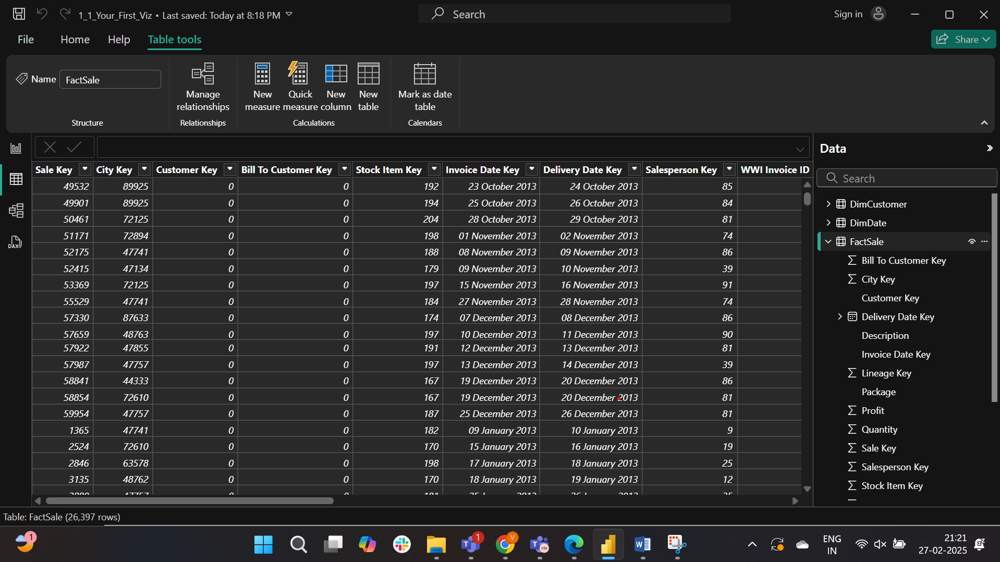 1_1_Your_First_Viz • Last saved: Today at 8:18 PM
Search
Sign in
File Home Help Table tools
Share
Name FactSale
Structure
Manage relationships
Relationships
New measure
Quick measure
New column
New table
Calculations
Mark as date table
Calendars
Data
Search
Sale Key City Key Customer Key Bill To Customer Key Stock Item Key Invoice Date Key Delivery Date Key Salesperson Key WWI Invoice ID
49532 89925 0 0 192 23 October 2013 24 October 2013 85
49901 89925 0 0 194 25 October 2013 26 October 2013 84
50461 72125 0 0 204 28 October 2013 29 October 2013 81
51171 72894 0 0 198 01 November 2013 02 November 2013 74
52175 47741 0 0 188 08 November 2013 09 November 2013 86
52415 47134 0 0 179 09 November 2013 10 November 2013 39
53369 72125 0 0 197 15 November 2013 16 November 2013 91
55529 47741 0 0 184 27 November 2013 28 November 2013 74
57330 87633 0 0 174 07 December 2013 08 December 2013 86
57659 48763 0 0 197 10 December 2013 11 December 2013 90
57922 47855 0 0 191 12 December 2013 13 December 2013 81
57987 47757 0 0 197 13 December 2013 14 December 2013 39
58841 44333 0 0 167 19 December 2013 20 December 2013 86
58854 72610 0 0 167 19 December 2013 20 December 2013 81
59954 47757 0 0 187 25 December 2013 26 December 2013 81
1365 47741 0 0 182 09 January 2013 10 January 2013 9
2524 72610 0 0 170 15 January 2013 16 January 2013 19
2846 63578 0 0 198 17 January 2013 18 January 2013 25
3135 48762 0 0 170 18 January 2013 19 January 2013 12
DAX
DimCustomer
DimDate
FactSale
Bill To Customer Key
City Key
Customer Key
Delivery Date Key
Description
Invoice Date Key
Lineage Key
Package
Profit
Quantity
Sale Key
Salesperson Key
Stock Item Key
Table: FactSale (26,397 rows)
1
1
V
VM
ENG
IN
21:21
27-02-2025